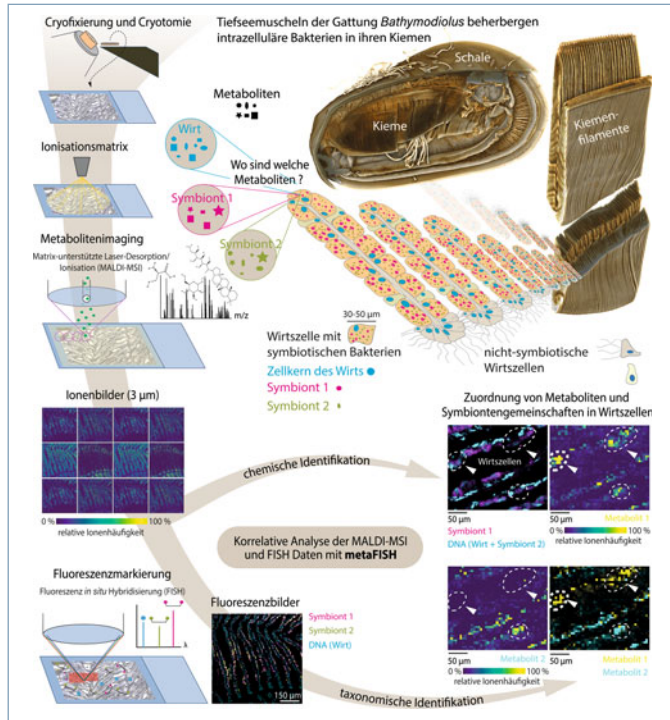 Cryofixierung und Cryotomie
Tiefseemuscheln der Gattung Bathymodiolus beherbergen
intrazelluläre Bakterien in ihren Kiemen
Schale
Kieme
Kiemen-
filamente
Metaboliten
Wirt
Wo sind welche
Metaboliten ?
Symbiont 1
Symbiont 2
Ionisationsmatrix
Metabolitenimaging
Matrix-unterstützte Laser-Desorption/
Ionisation (MALDI-MSI)
m/z
30-50 µm
Wirtszelle mit
symbiotischen Bakterien
Zellkern des Wirts
Symbiont 1
Symbiont 2
nicht-symbiotische
Wirtszellen
Ionenbilder (3 µm)
0 %
100 %
relative Ionenhäufigkeit
chemische Identifikation
Zuordnung von Metaboliten und
Symbiontengemeinschaften in Wirtszellen
Wirtszellen
50 µm
Symbiont 1
DNA (Wirt + Symbiont 2)
Metabolit 1
50 µm
0 %
100 %
relative Ionenhäufigkeit
Korrelative Analyse der MALDI-MSI
und FISH Daten mit metaFISH
Fluoreszenzmarkierung
Fluoreszenz in situ Hybridisierung (FISH)
λ
Fluoreszenzbilder
Symbiont 1
Symbiont 2
DNA (Wirt)
150 µm
taxonomische Identifikation
50 µm
Metabolit 2
0 %
100 %
relative Ionenhäufigkeit
50 µm
Metabolit 1
Metabolit 2